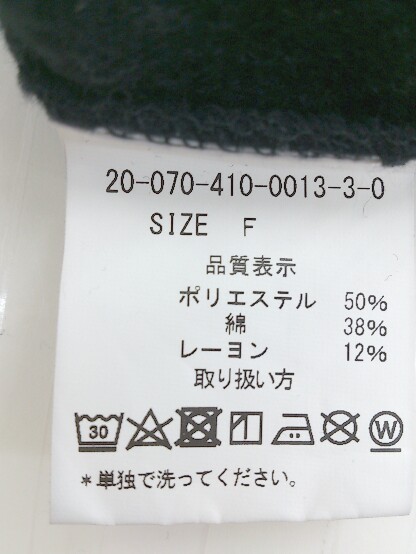 20-070-410-0013-3-0
SIZE F
品質表示
ポリエステル 50%
綿 38%
レーヨン 12%
取り扱い方
30 W
*単独で洗ってください。